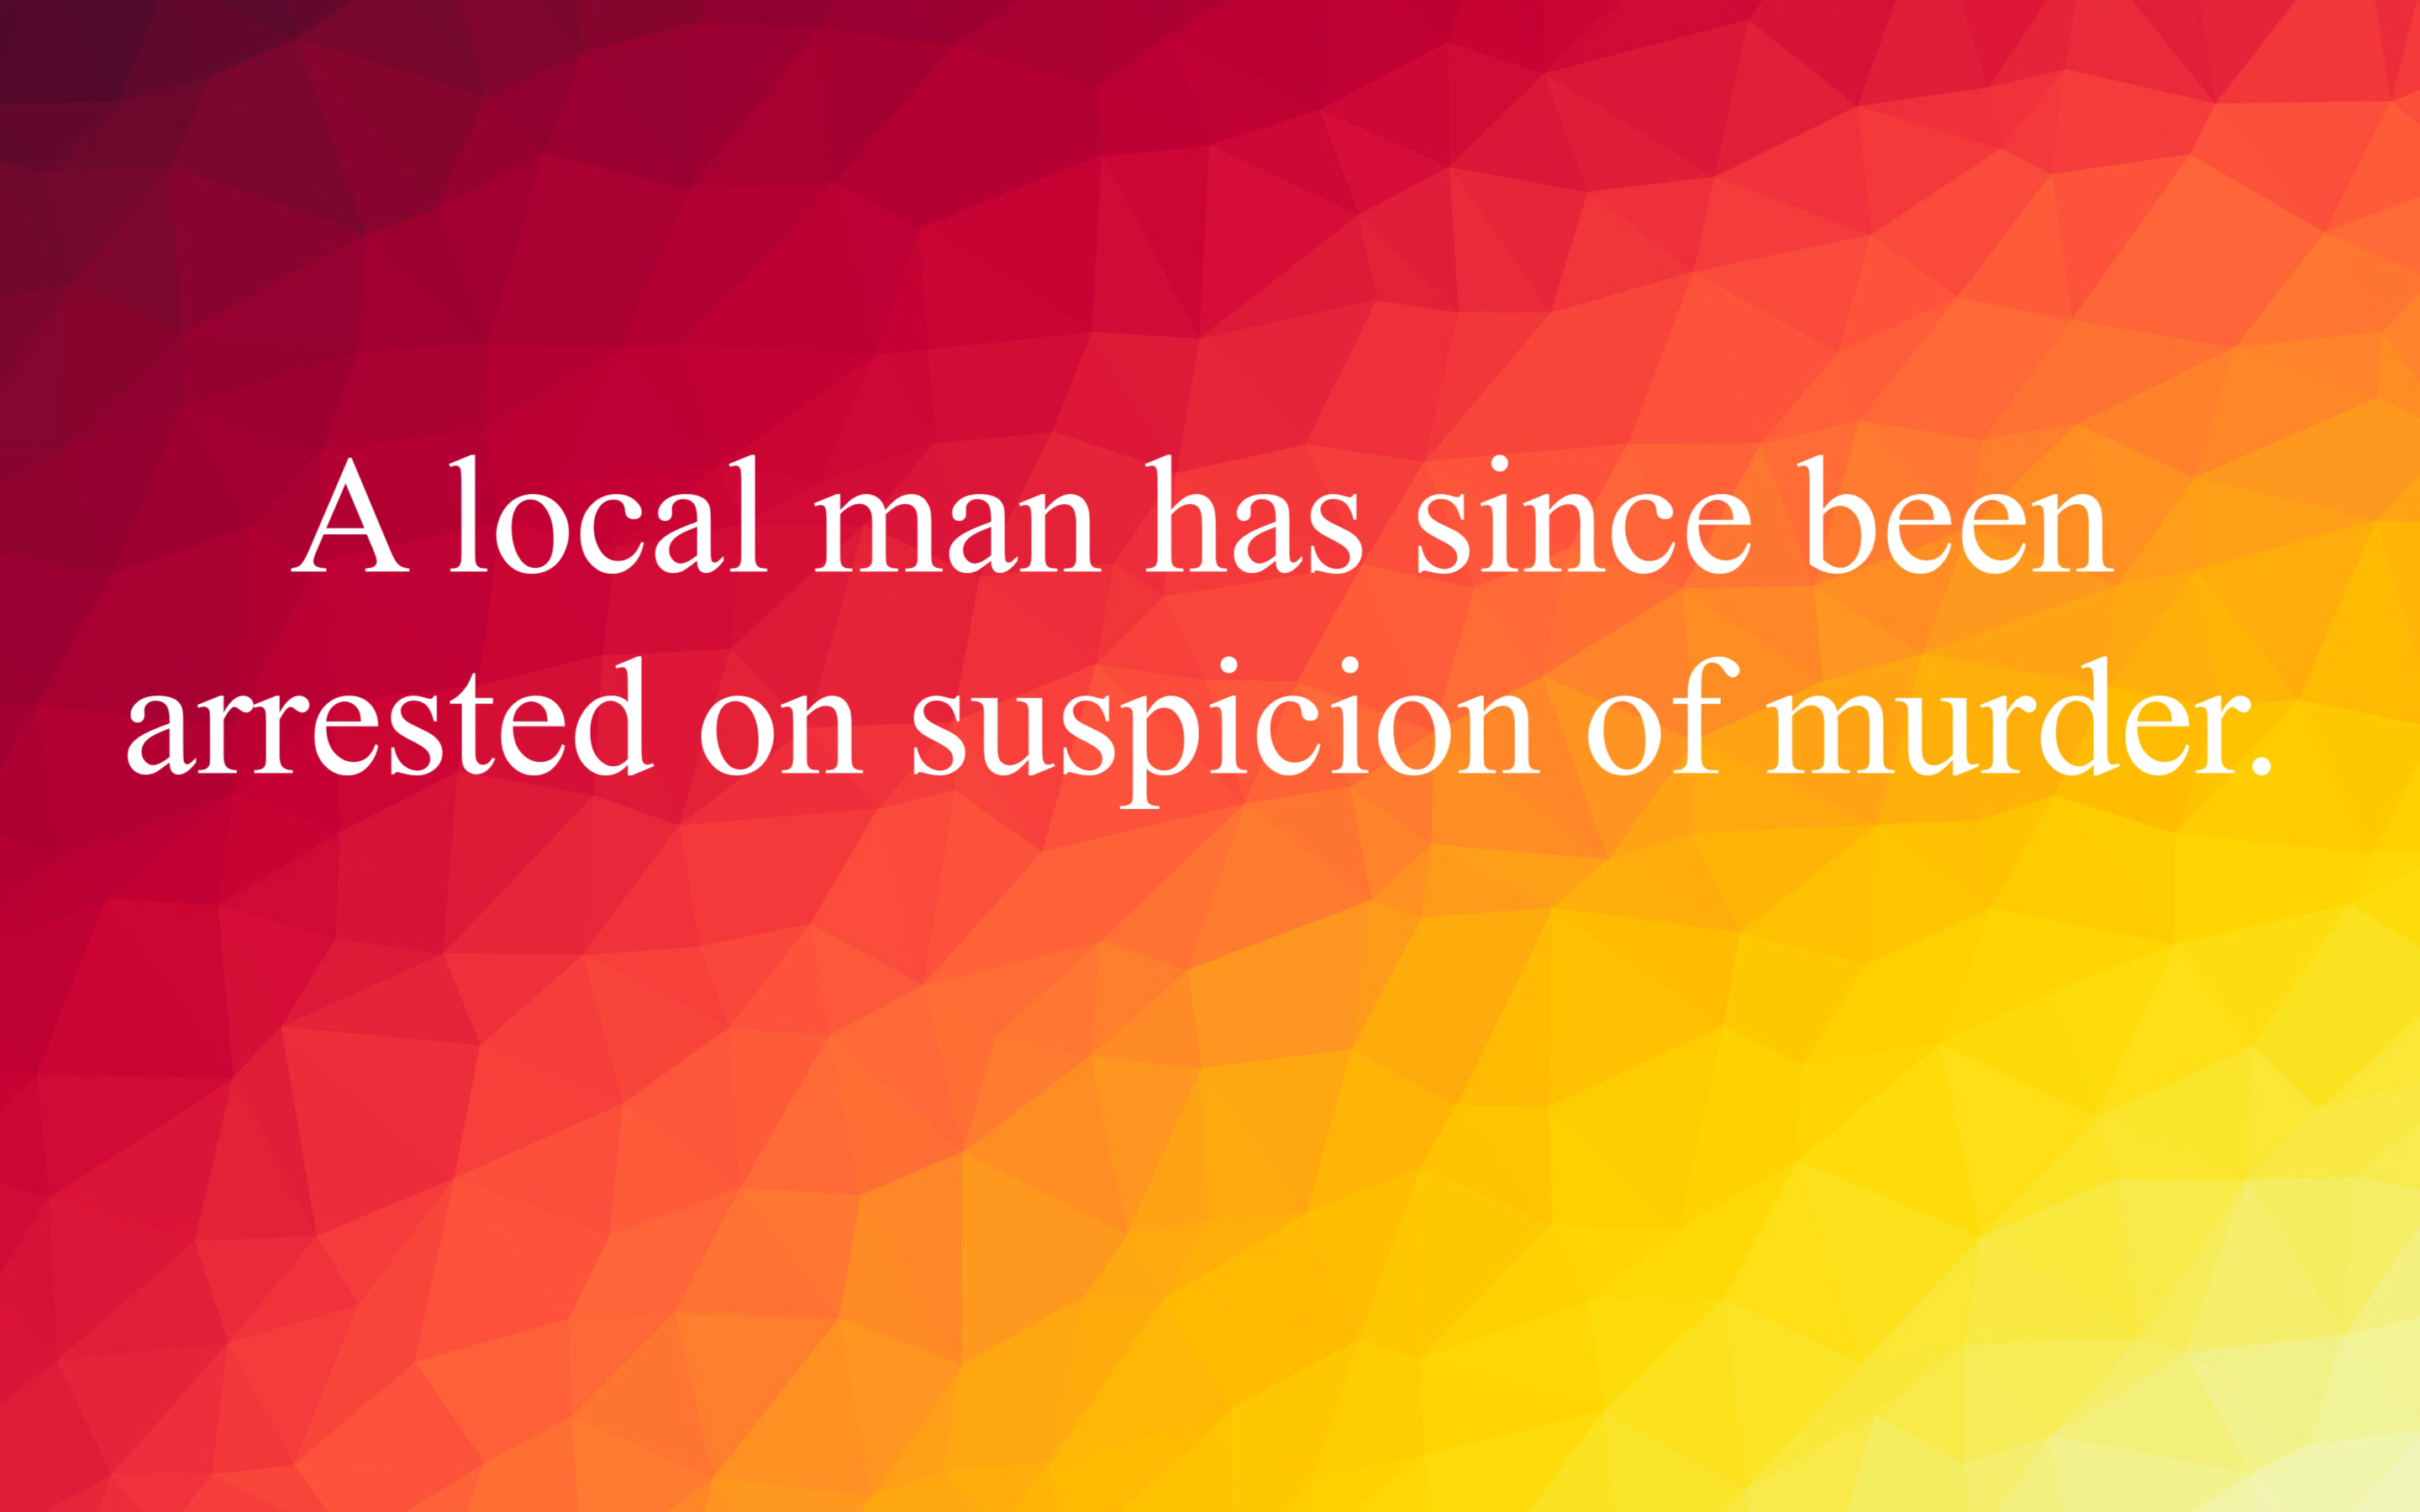 A local man has since been
arrested on suspicion of murder.